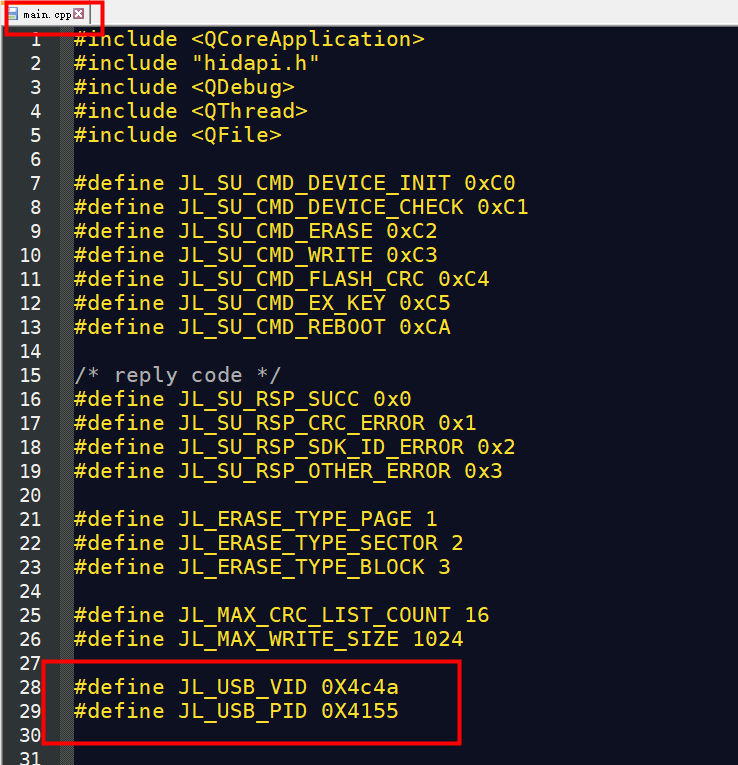 main.cpp
1 #include <QCoreApplication>
2 #include "hidapi.h"
3 #include <QDebug>
4 #include <QThread>
5 #include <QFile>
6
7 #define JL_SU_CMD_DEVICE_INIT 0xC0
8 #define JL_SU_CMD_DEVICE_CHECK 0xC1
9 #define JL_SU_CMD_ERASE 0xC2
10 #define JL_SU_CMD_WRITE 0xC3
11 #define JL_SU_CMD_FLASH_CRC 0xC4
12 #define JL_SU_CMD_EX_KEY 0xC5
13 #define JL_SU_CMD_REBOOT 0xCA
14
15 /* reply code */
16 #define JL_SU_RSP_SUCC 0x0
17 #define JL_SU_RSP_CRC_ERROR 0x1
18 #define JL_SU_RSP_SDK_ID_ERROR 0x2
19 #define JL_SU_RSP_OTHER_ERROR 0x3
20
21 #define JL_ERASE_TYPE_PAGE 1
22 #define JL_ERASE_TYPE_SECTOR 2
23 #define JL_ERASE_TYPE_BLOCK 3
24
25 #define JL_MAX_CRC_LIST_COUNT 16
26 #define JL_MAX_WRITE_SIZE 1024
27
28 #define JL_USB_VID 0X4c4a
29 #define JL_USB_PID 0X4155
30
31